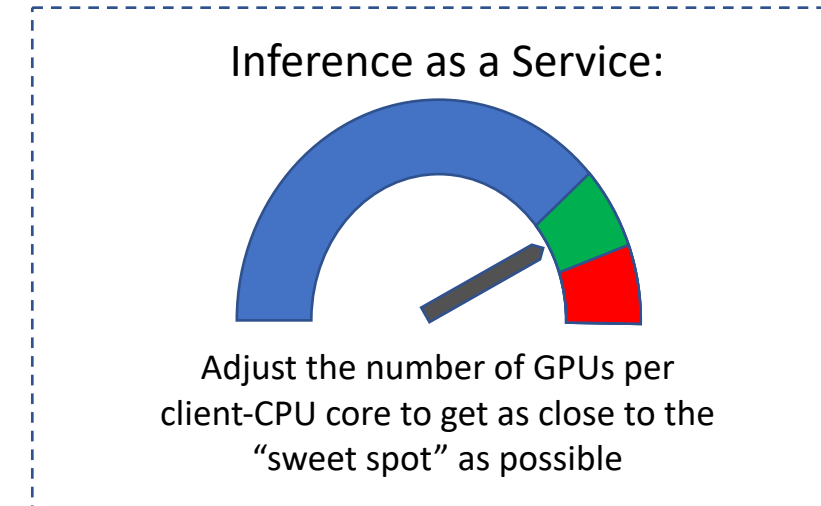 Inference as a Service:
Adjust the number of GPUs per
client-CPU core to get as close to the
“sweet spot” as possible